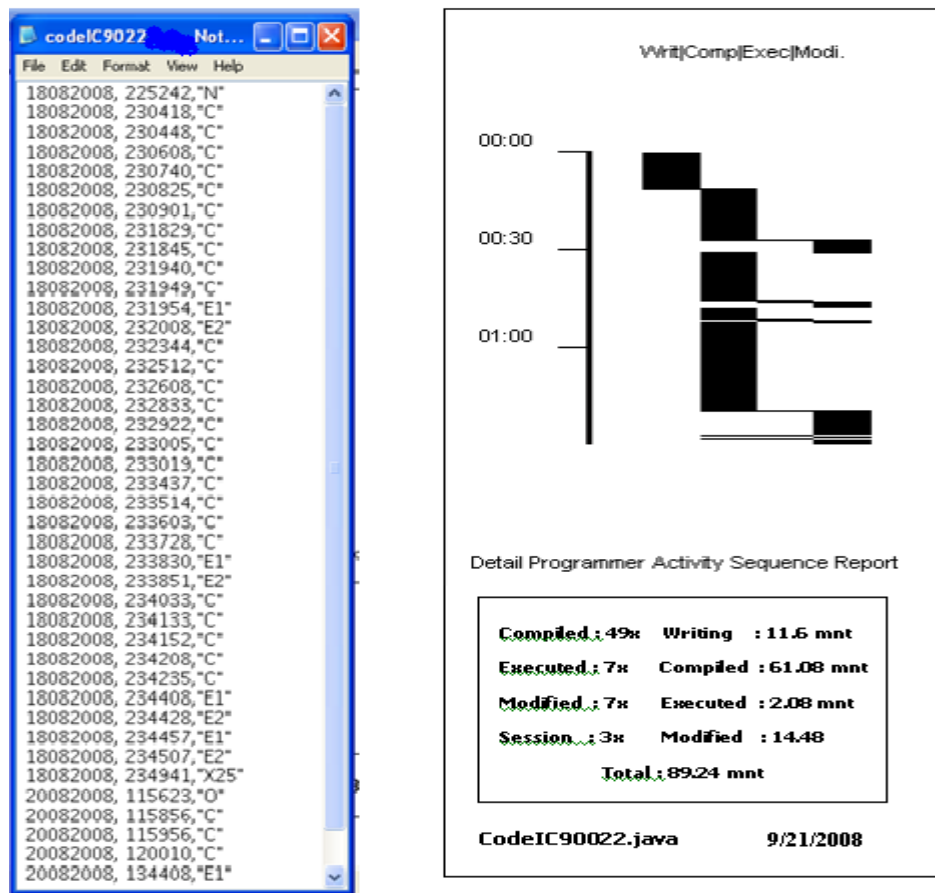 codeIC9022 Not...
File Edit Format View Help
18082008, 225242,"N"
18082008, 230418,"C"
18082008, 230448,"C"
18082008, 230608,"C"
18082008, 230740,"C"
18082008, 230825,"C"
18082008, 230901,"C"
18082008, 231829,"C"
18082008, 231845,"C"
18082008, 231940,"C"
18082008, 231949,"C"
18082008, 231954,"E1"
18082008, 232008,"E2"
18082008, 232344,"C"
18082008, 232512,"C"
18082008, 232608,"C"
18082008, 232833,"C"
18082008, 232922,"C"
18082008, 233005,"C"
18082008, 233019,"C"
18082008, 233437,"C"
18082008, 233514,"C"
18082008, 233603,"C"
18082008, 233728,"C"
18082008, 233830,"E1"
18082008, 233851,"E2"
18082008, 234033,"C"
18082008, 234133,"C"
18082008, 234152,"C"
18082008, 234208,"C"
18082008, 234235,"C"
18082008, 234408,"E1"
18082008, 234428,"E2"
18082008, 234457,"E1"
18082008, 234507,"E2"
18082008, 234941,"X25"
20082008, 115623,"O"
20082008, 115856,"C"
20082008, 115956,"C"
20082008, 120010,"C"
20082008, 134408,"E1"
Writ|Comp|Exec|Modi.
00:00
00:30
01:00
Detail Programmer Activity Sequence Report
Compiled : 49x Writing : 11.6 mnt
Executed : 7x Compiled : 61.08 mnt
Modified : 7x Executed : 2.08 mnt
Session : 3x Modified : 14.48
Total : 89.24 mnt
CodeIC90022.java 9/21/2008